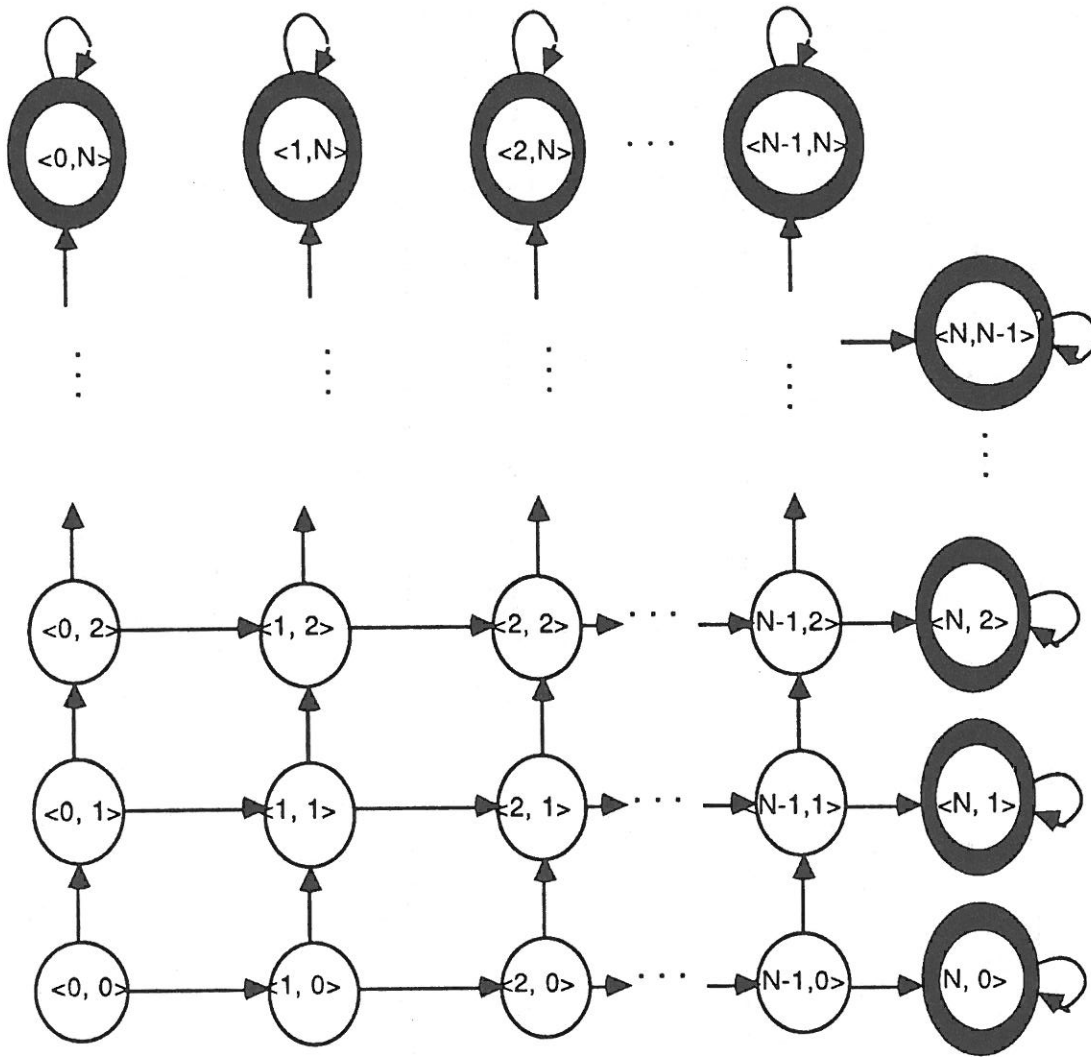 <0,N> <1,N> <2,N> . . . <N-1,N>
<N,N-1>
<0, 2> <1, 2> <2, 2> . . . N-1,2> <N, 2>
<0, 1> <1, 1> <2, 1> . . . <N-1,1> <N, 1>
<0, 0> <1, 0> <2, 0> . . . N-1,0> N, 0>